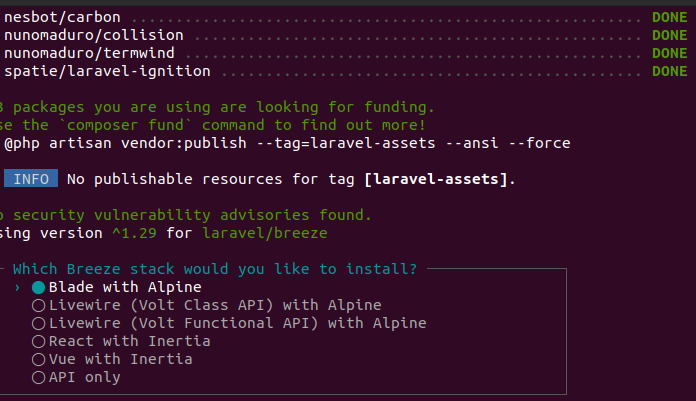 nesbot/carbon ......................................................... DONE
nunomaduro/collision .................................................. DONE
nunomaduro/termwind ................................................... DONE
spatie/laravel-ignition ............................................... DONE
packages you are using are looking for funding.
se the `composer fund` command to find out more!
@php artisan vendor:publish --tag=laravel-assets --ansi --force
INFO No publishable resources for tag [laravel-assets].
o security vulnerability advisories found.
sing version ^1.29 for laravel/breeze
Which Breeze stack would you like to install?
› Blade with Alpine
Livewire (Volt Class API) with Alpine
Livewire (Volt Functional API) with Alpine
React with Inertia
Vue with Inertia
API only